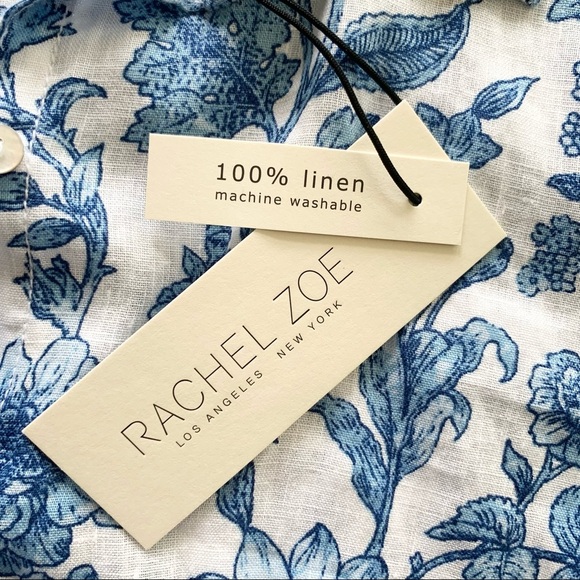 100% linen
machine washable
RACHEL ZOE
LOS ANGELES NEW YORK